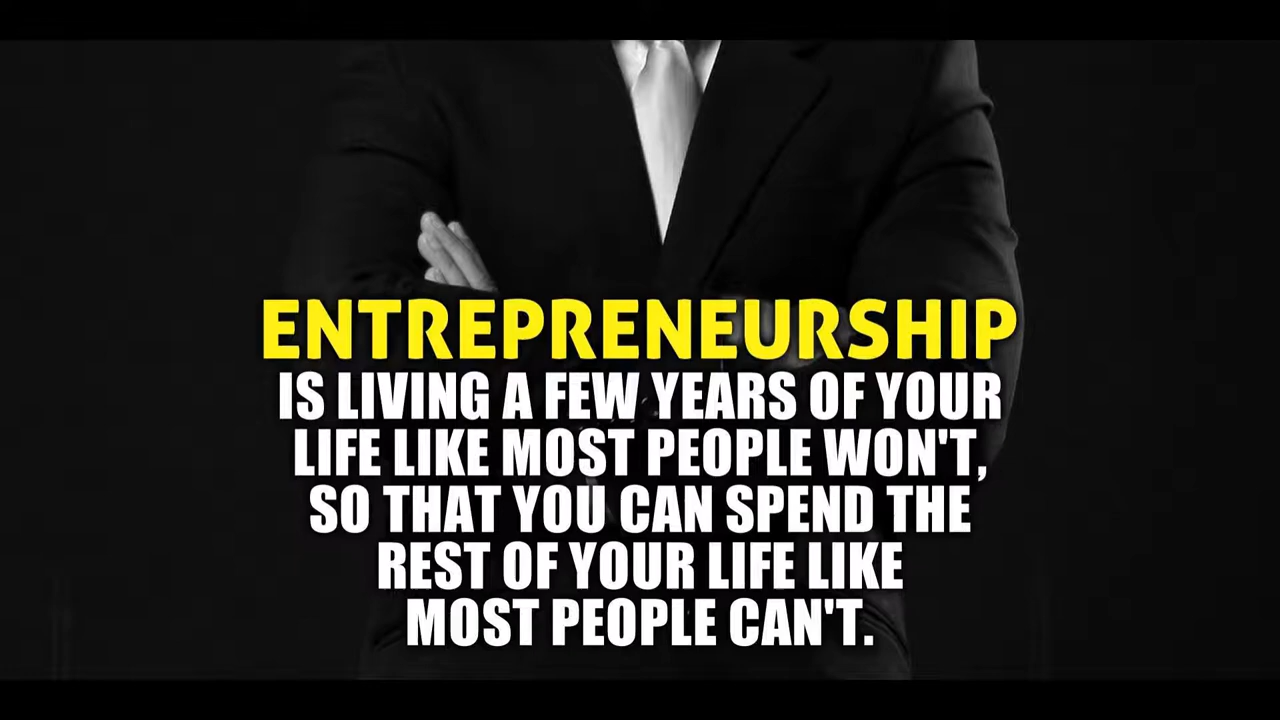 ENTREPRENEURSHIP
IS LIVING A FEW YEARS OF YOUR
LIFE LIKE MOST PEOPLE WON'T,
SO THAT YOU CAN SPEND THE
REST OF YOUR LIFE LIKE
MOST PEOPLE CAN'T.